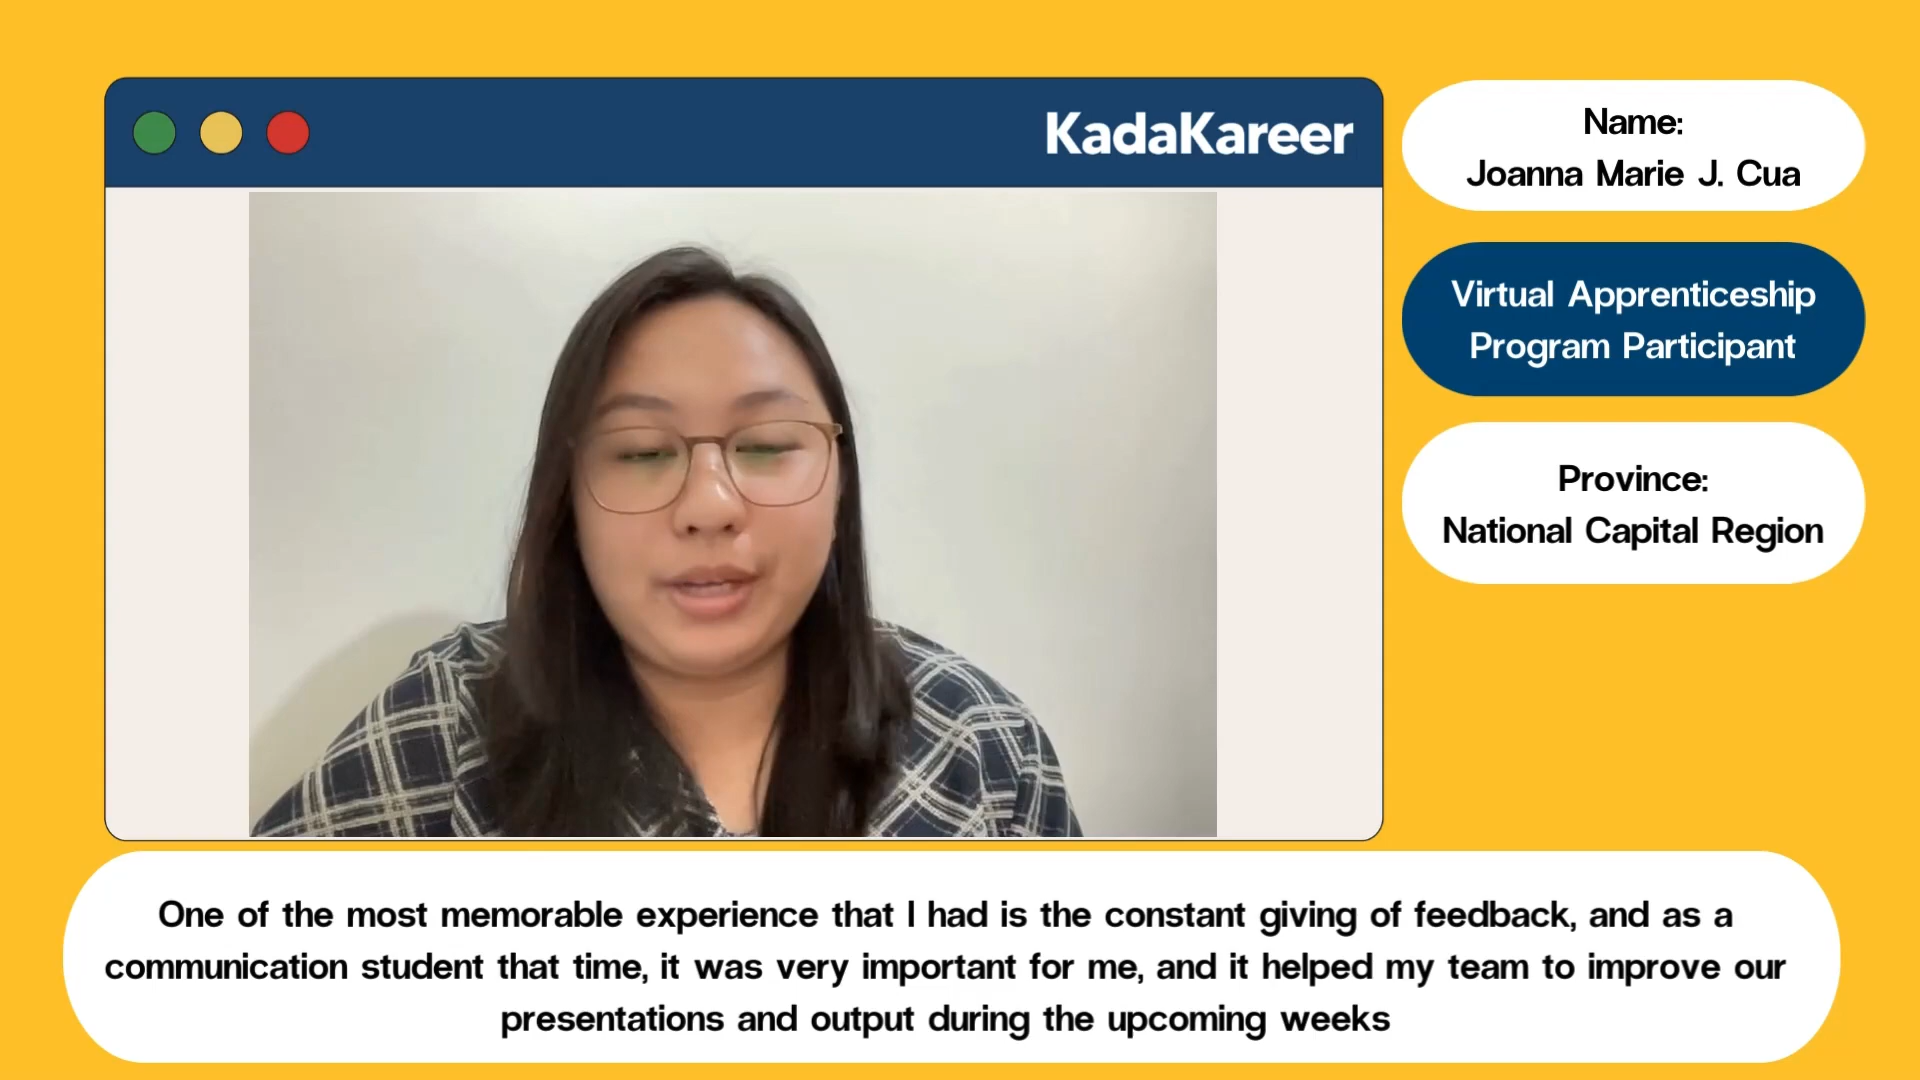 KadaKareer
Name:
Joanna Marie J. Cua
Virtual Apprenticeship
Program Participant
Province:
National Capital Region
One of the most memorable experience that I had is the constant giving of feedback, and as a
communication student that time, it was very important for me, and it helped my team to improve our
presentations and output during the upcoming weeks